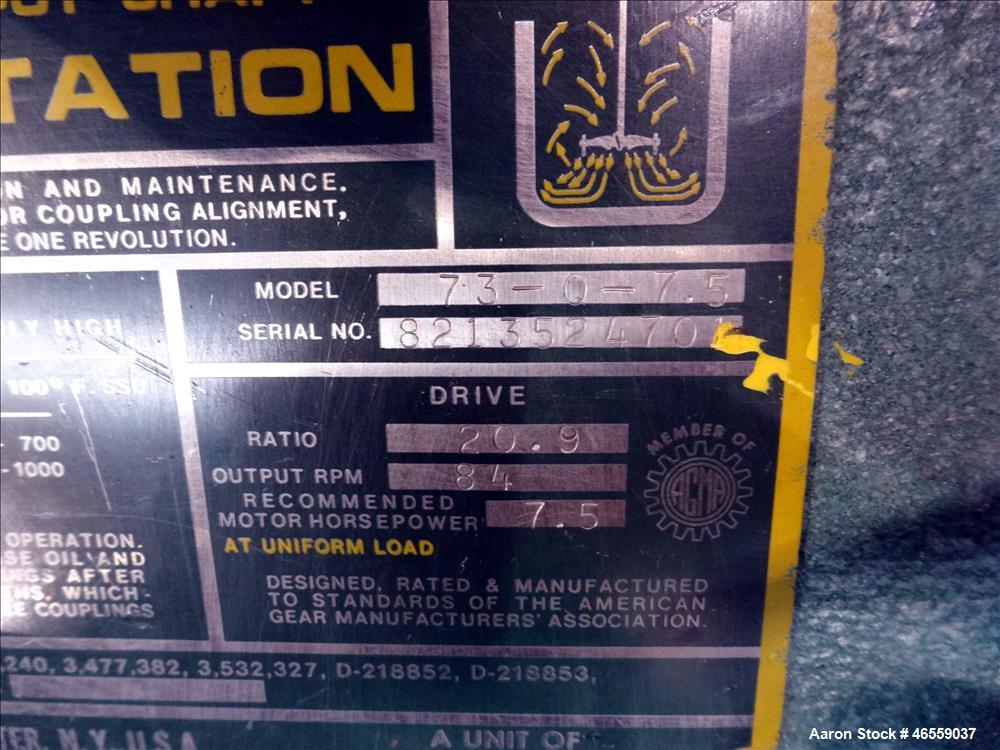 TATION
ON AND MAINTENANCE.
OR COUPLING ALIGNMENT,
E ONE REVOLUTION.
MODEL 73-Q-7.5
SERIAL NO. 821352470
LY HIGH
100° F. SSU
- 700
-1000
DRIVE
RATIO 20.9
OUTPUT RPM 84
RECOMMENDED
MOTOR HORSEPOWER 7.5
AT UNIFORM LOAD
MEMBER OF
AGMA
OPERATION.
SE OIL AND
NGS AFTER
WHICH-
E COUPLINGS
DESIGNED, RATED & MANUFACTURED
TO STANDARDS OF THE AMERICAN
GEAR MANUFACTURERS' ASSOCIATION.
,240, 3,477,382, 3,532,327, D-218852, D-218853,
TER, N.Y. USA
A UNIT OF
Aaron Stock # 46559037